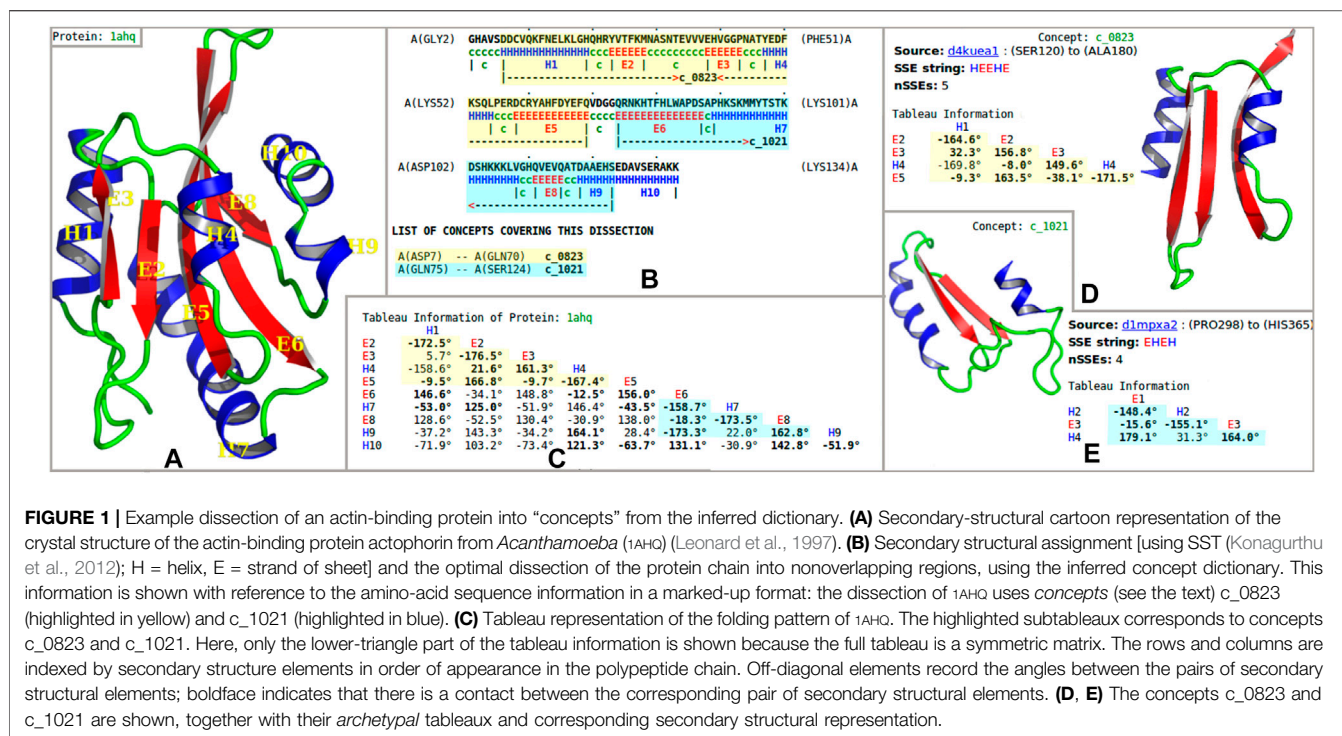 Protein: 1ahq
H10
E3
E8
H1
H4
H9
E2
E5
E6
H7
A
A(GLY2) GHAVSDDCVQKFNELKLGHQHRYVTFKMNASNTEVVVEHVGGPNATYEDF (PHE51)A
cccccHHHHHHHHHHHHHHcccEEEEEEcccccccccEEEEEEccccHHHH
| c | H1 | c | E2 | c | E3 | c | H4
|---------------------->c_0823<-------
A(LYS52) KSQLPERDCRYAHFDYEFQVDGGQRNKHTFHLWAPDSAPHKSKMMYTSTK (LYS101)A
| c | E5 | c | E6 |c| H7
-----------------| |----------------->c_1021
A(ASP102) DSHKKKLVGHQVEVQATDAAEHSEDAVSERAKK (LYS134)A
|c | E8|c | H9 | H10 |
<---------------------|
LIST OF CONCEPTS COVERING THIS DISSECTION
A(ASP7) -- A(GLN70) c_0823
A(GLN75) -- A(SER124) c_1021
B
Tableau Information of Protein: 1ahq
H1
E2 -172.5° E2
E3 5.7° -176.5° E3
H4 -158.6° 21.6° 161.3° H4
E5 -9.5° 166.8° -9.7° -167.4° E5
E6 146.6° -34.1° 148.8° -12.5° 156.0° E6
H7 -53.0° 125.0° -51.9° 146.4° -43.5° -158.7° H7
E8 128.6° -52.5° 130.4° -30.9° 138.0° -18.3° -173.5° E8
H9 -37.2° 143.3° -34.2° 164.1° 28.4° -173.3° 22.0° 162.8° H9
H10 -71.9° 103.2° -73.4° 121.3° -63.7° 131.1° -30.9° 142.8° -51.9°
C
Concept: c_0823
Source: d4kuea1 : (SER120) to (ALA180)
SSE string: HEEHE
nSSEs: 5
Tableau Information
H1
E2 -164.6° E2
E3 32.3° 156.8° E3
H4 -169.8° -8.0° 149.6° H4
E5 -9.3° 163.5° -38.1° -171.5°
D
Concept: c_1021
Source: d1mpxa2 : (PRO298) to (HIS365)
SSE string: EHEH
nSSEs: 4
Tableau Information
E1
H2 -148.4° H2
E3 -15.6° -155.1° E3
H4 179.1° 31.3° 164.0°
E
FIGURE 1 | Example dissection of an actin-binding protein into “concepts” from the inferred dictionary. (A) Secondary-structural cartoon representation of the
crystal structure of the actin-binding protein actophorin from Acanthamoeba (1AHQ) (Leonard et al., 1997). (B) Secondary structural assignment [using SST (Konagurthu
et al., 2012); H = helix, E = strand of sheet] and the optimal dissection of the protein chain into nonoverlapping regions, using the inferred concept dictionary. This
information is shown with reference to the amino-acid sequence information in a marked-up format: the dissection of 1AHQ uses concepts (see the text) c_0823
(highlighted in yellow) and c_1021 (highlighted in blue). (C) Tableau representation of the folding pattern of 1AHQ. The highlighted subtableaux corresponds to concepts
c_0823 and c_1021. Here, only the lower-triangle part of the tableau information is shown because the full tableau is a symmetric matrix. The rows and columns are
indexed by secondary structure elements in order of appearance in the polypeptide chain. Off-diagonal elements record the angles between the pairs of secondary
structural elements; boldface indicates that there is a contact between the corresponding pair of secondary structural elements. (D, E) The concepts c_0823 and
c_1021 are shown, together with their archetypal tableaux and corresponding secondary structural representation.